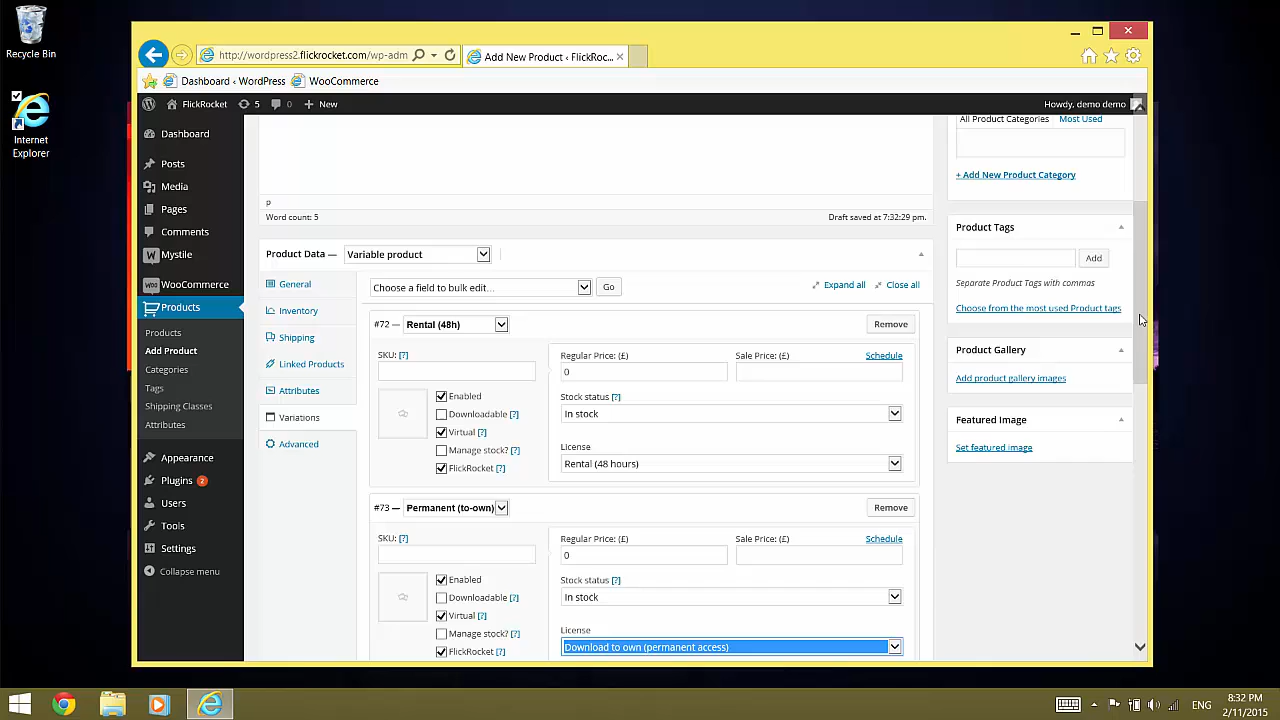 Recycle Bin
Internet
Explorer
http://wordpress2.flickrocket.com/wp-adm
Add New Product ‹ FlickRoc...
Dashboard ‹ WordPress
WooCommerce
FlickRocket
5
0
New
Howdy, demo demo
Dashboard
Posts
Media
Pages
Comments
Mystile
WooCommerce
Products
Products
Add Product
Categories
Tags
Shipping Classes
Attributes
Appearance
Plugins 2
Users
Tools
Settings
Collapse menu
p
Word count: 5
Draft saved at 7:32:29 pm.
Product Data — Variable product
General
Inventory
Shipping
Linked Products
Attributes
Variations
Advanced
Choose a field to bulk edit...
Go
Expand all
Close all
#72 — Rental (48h)
Remove
SKU: [?]
Regular Price: (£)
Sale Price: (£)
Schedule
0
Enabled
Downloadable [?]
Virtual [?]
Manage stock? [?]
FlickRocket [?]
Stock status [?]
In stock
License
Rental (48 hours)
#73 — Permanent (to-own)
Remove
SKU: [?]
Regular Price: (£)
Sale Price: (£)
Schedule
0
Enabled
Downloadable [?]
Virtual [?]
Manage stock? [?]
FlickRocket [?]
Stock status [?]
In stock
License
Download to own (permanent access)
All Product Categories
Most Used
+ Add New Product Category
Product Tags
Add
Separate Product Tags with commas
Choose from the most used Product tags
Product Gallery
Add product gallery images
Featured Image
Set featured image
ENG
8:32 PM
2/11/2015